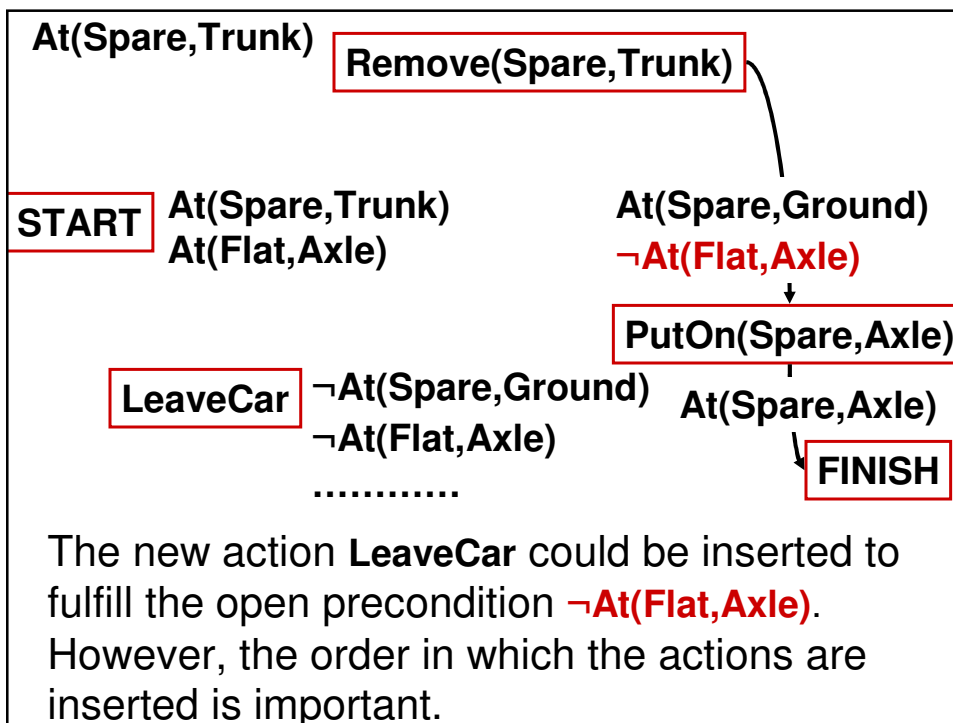 At(Spare,Trunk)
Remove(Spare,Trunk)
START
At(Spare,Trunk)
At(Flat,Axle)
At(Spare,Ground)
¬At(Flat,Axle)
PutOn(Spare,Axle)
LeaveCar
¬At(Spare,Ground)
¬At(Flat,Axle)
............
At(Spare,Axle)
FINISH
The new action LeaveCar could be inserted to
fulfill the open precondition ¬At(Flat,Axle).
However, the order in which the actions are
inserted is important.